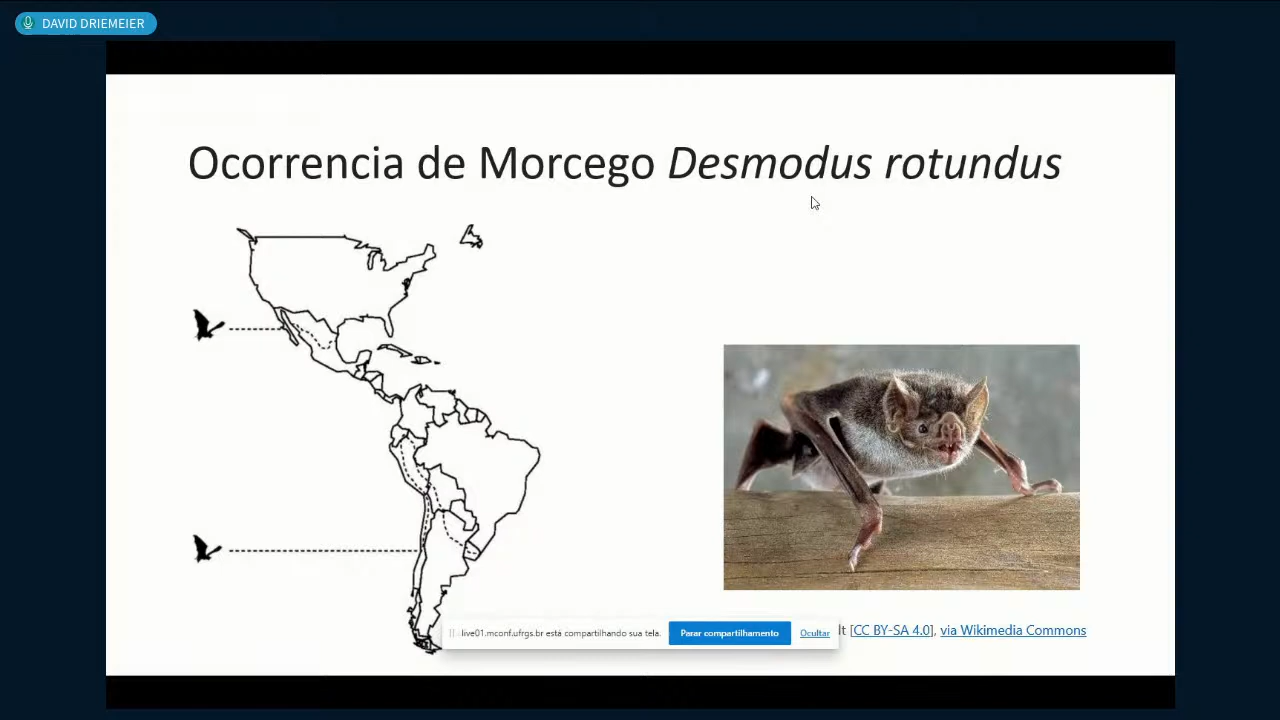 DAVID DRIEMEIER
Ocorrencia de Morcego Desmodus rotundus
live01.mconf.ufrgs.br está compartilhando sua tela.
Parar compartilhamento
Ocultar
lt [CC BY-SA 4.0], via Wikimedia Commons